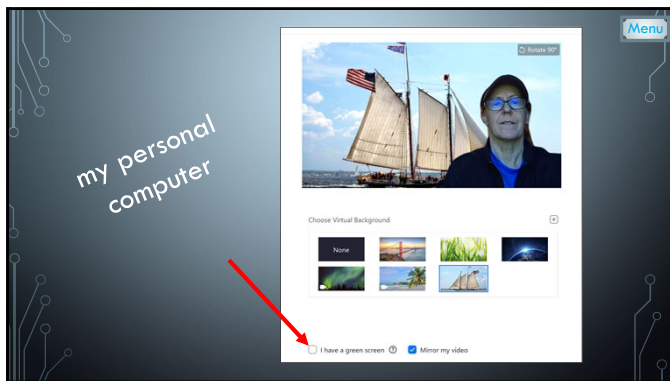 Menu
my personal
computer
Rotate 90°
Choose Virtual Background
None
I have a green screen
Mirror my video